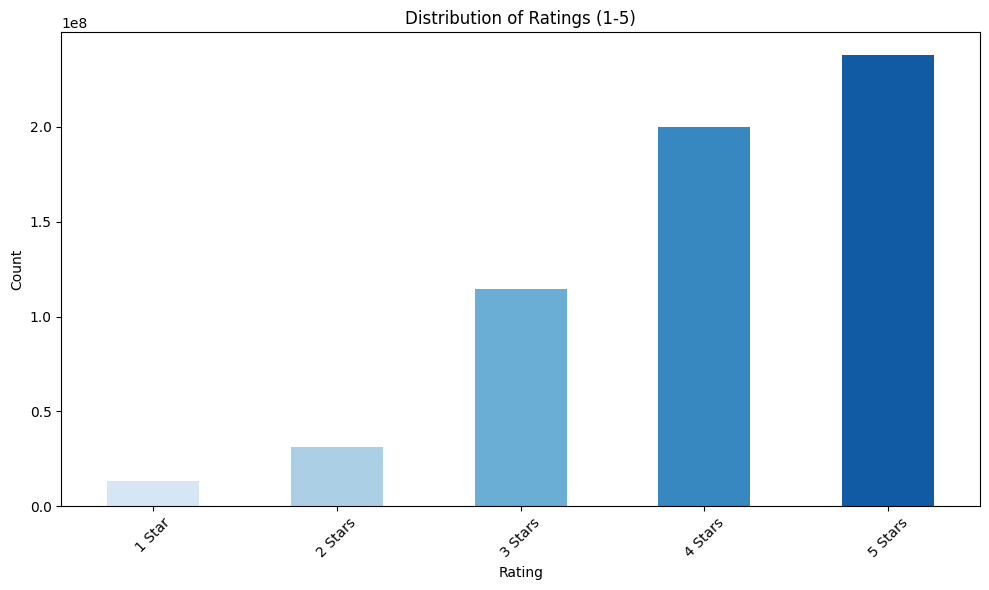 Distribution of Ratings (1-5)
1e8
2.0
1.5
1.0
0.5
0.0
Count
1 Star
2 Stars
3 Stars
4 Stars
5 Stars
Rating